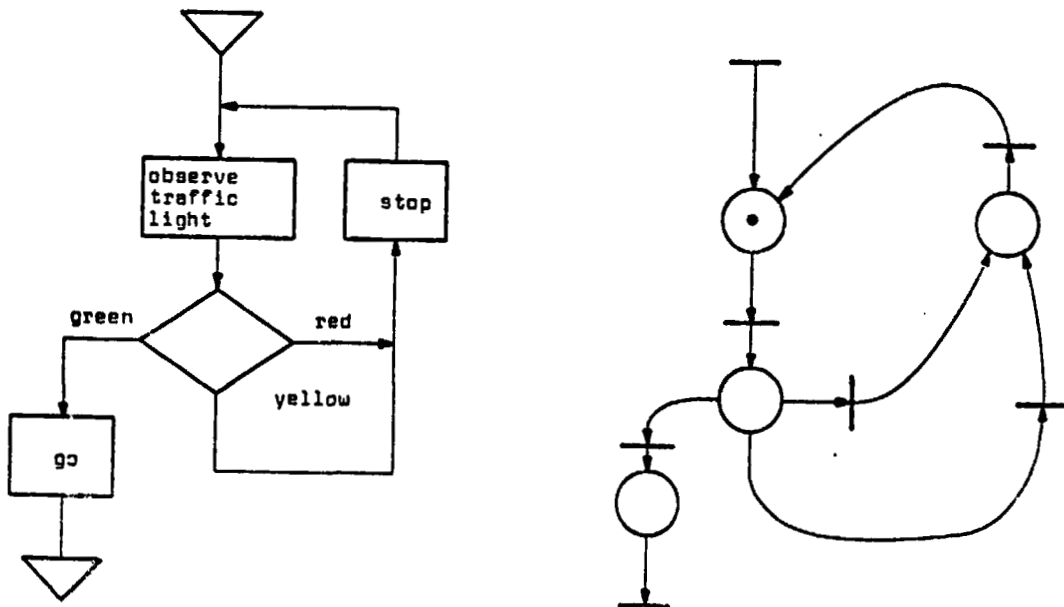 observe
traffic
light
stop
green
red
yellow
go